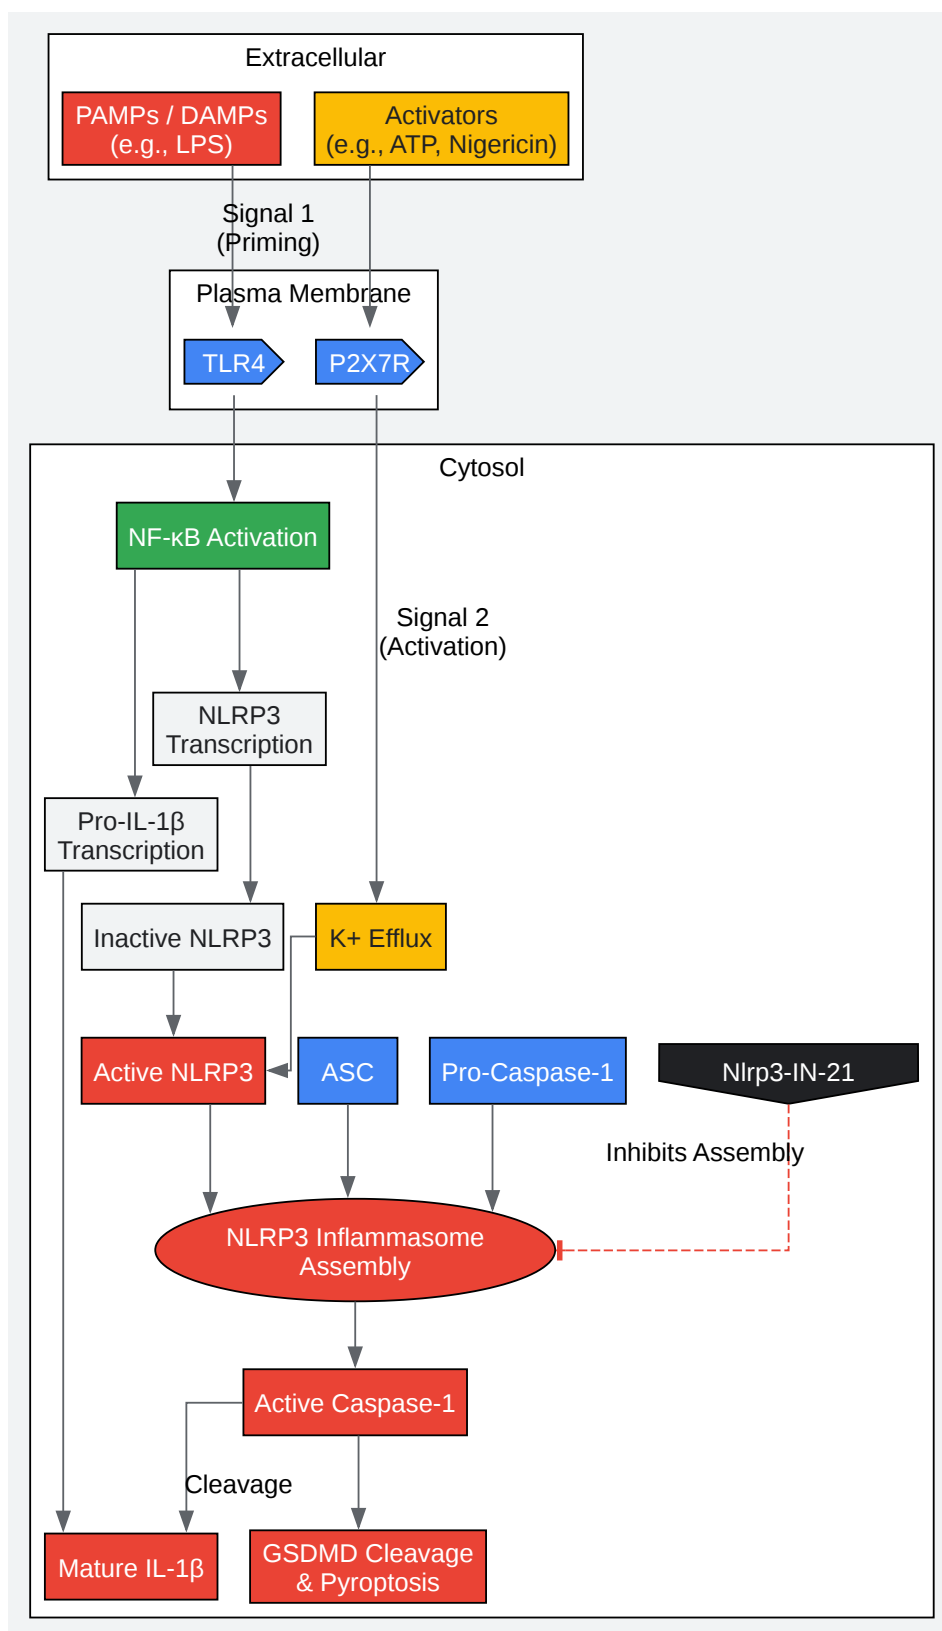 Extracellular
PAMPs / DAMPs
(e.g., LPS)
Activators
(e.g., ATP, Nigericin)
Signal 1
(Priming)
Plasma Membrane
TLR4
P2X7R
Cytosol
NF-κB Activation
Signal 2
(Activation)
NLRP3
Transcription
Pro-IL-1β
Transcription
Inactive NLRP3
K+ Efflux
Active NLRP3
ASC
Pro-Caspase-1
Nlrp3-IN-21
Inhibits Assembly
NLRP3 Inflammasome
Assembly
Active Caspase-1
Cleavage
Mature IL-1β
GSDMD Cleavage
& Pyroptosis